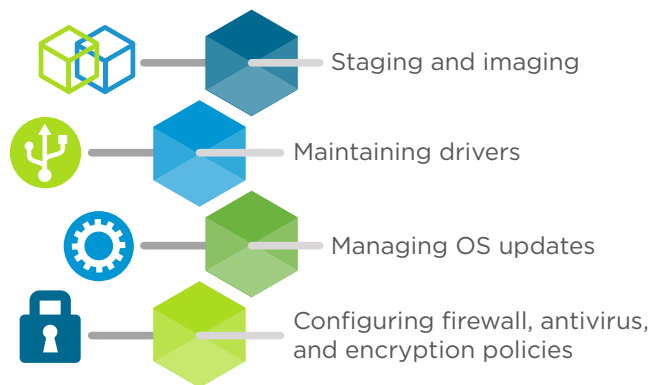 Staging and imaging
Maintaining drivers
Managing OS updates
Configuring firewall, antivirus,
and encryption policies